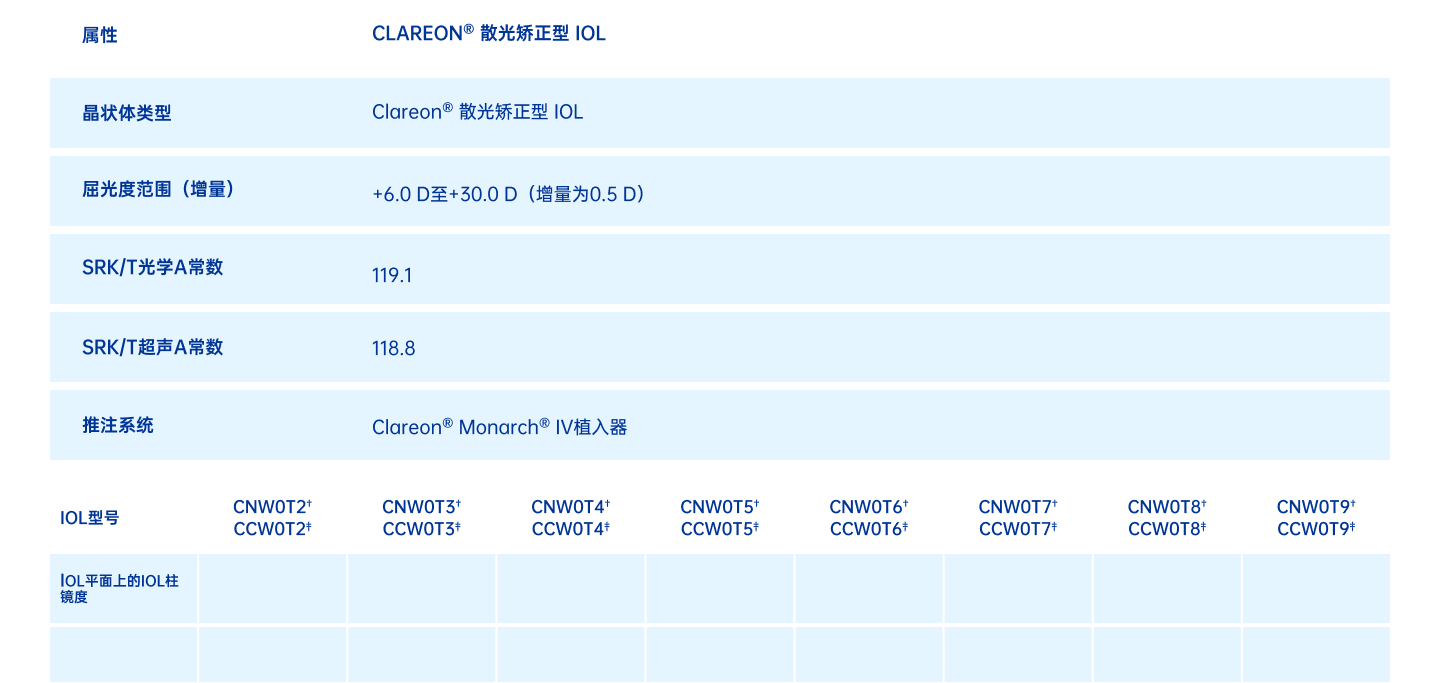 属性 CLAREON® 散光矫正型 IOL
晶状体类型 Clareon® 散光矫正型 IOL
屈光度范围（增量） +6.0 D至+30.0 D（增量为0.5 D）
SRK/T光学A常数 119.1
SRK/T超声A常数 118.8
推注系统 Clareon® Monarch® IV植入器
IOL型号
CNW0T2† CNW0T3† CNW0T4† CNW0T5† CNW0T6† CNW0T7† CNW0T8† CNW0T9†
CCW0T2‡ CCW0T3‡ CCW0T4‡ CCW0T5‡ CCW0T6‡ CCW0T7‡ CCW0T8‡ CCW0T9‡
IOL平面上的IOL柱
镜度